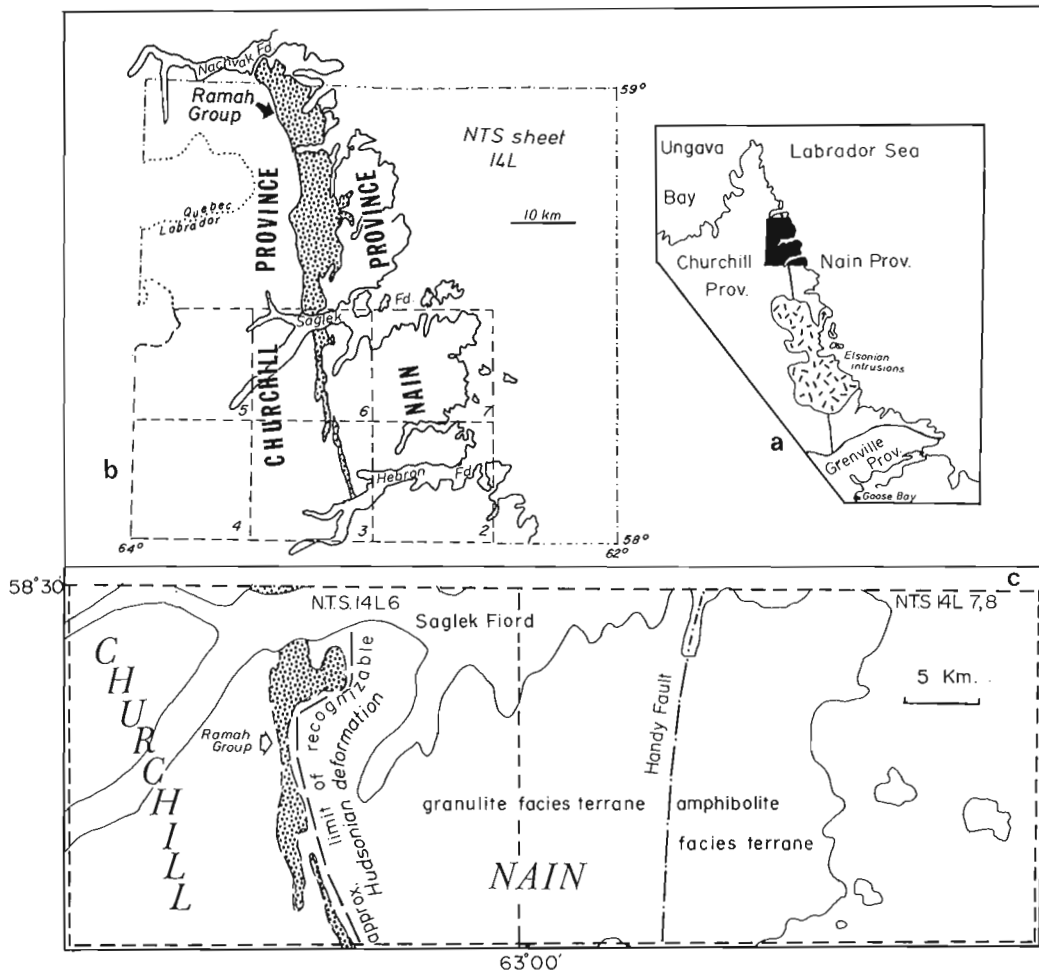 Nachvak Fd
Ramah
Group
59°
NTS sheet
14L
10 km
Quebec
Labrador
CHURCHILL PROVINCE
NAIN PROVINCE
Saglek Fd.
5
6
7
Hebron Fd.
4
3
2
64°
58°
62°
b
Ungava
Bay
Labrador Sea
Churchill
Prov.
Nain Prov.
Elsonian
intrusions
a
Grenville
Prov.
Goose Bay
c
58°30'
N.T.S. 14L6
Saglek Fiord
N.T.S 14L 7,8
CHURCHILL
Ramah
Group
approx. limit of recognizable
Hudsonian deformation
Handy Fault
5 Km.
granulite facies terrane
amphibolite
facies terrane
NAIN
63°00'